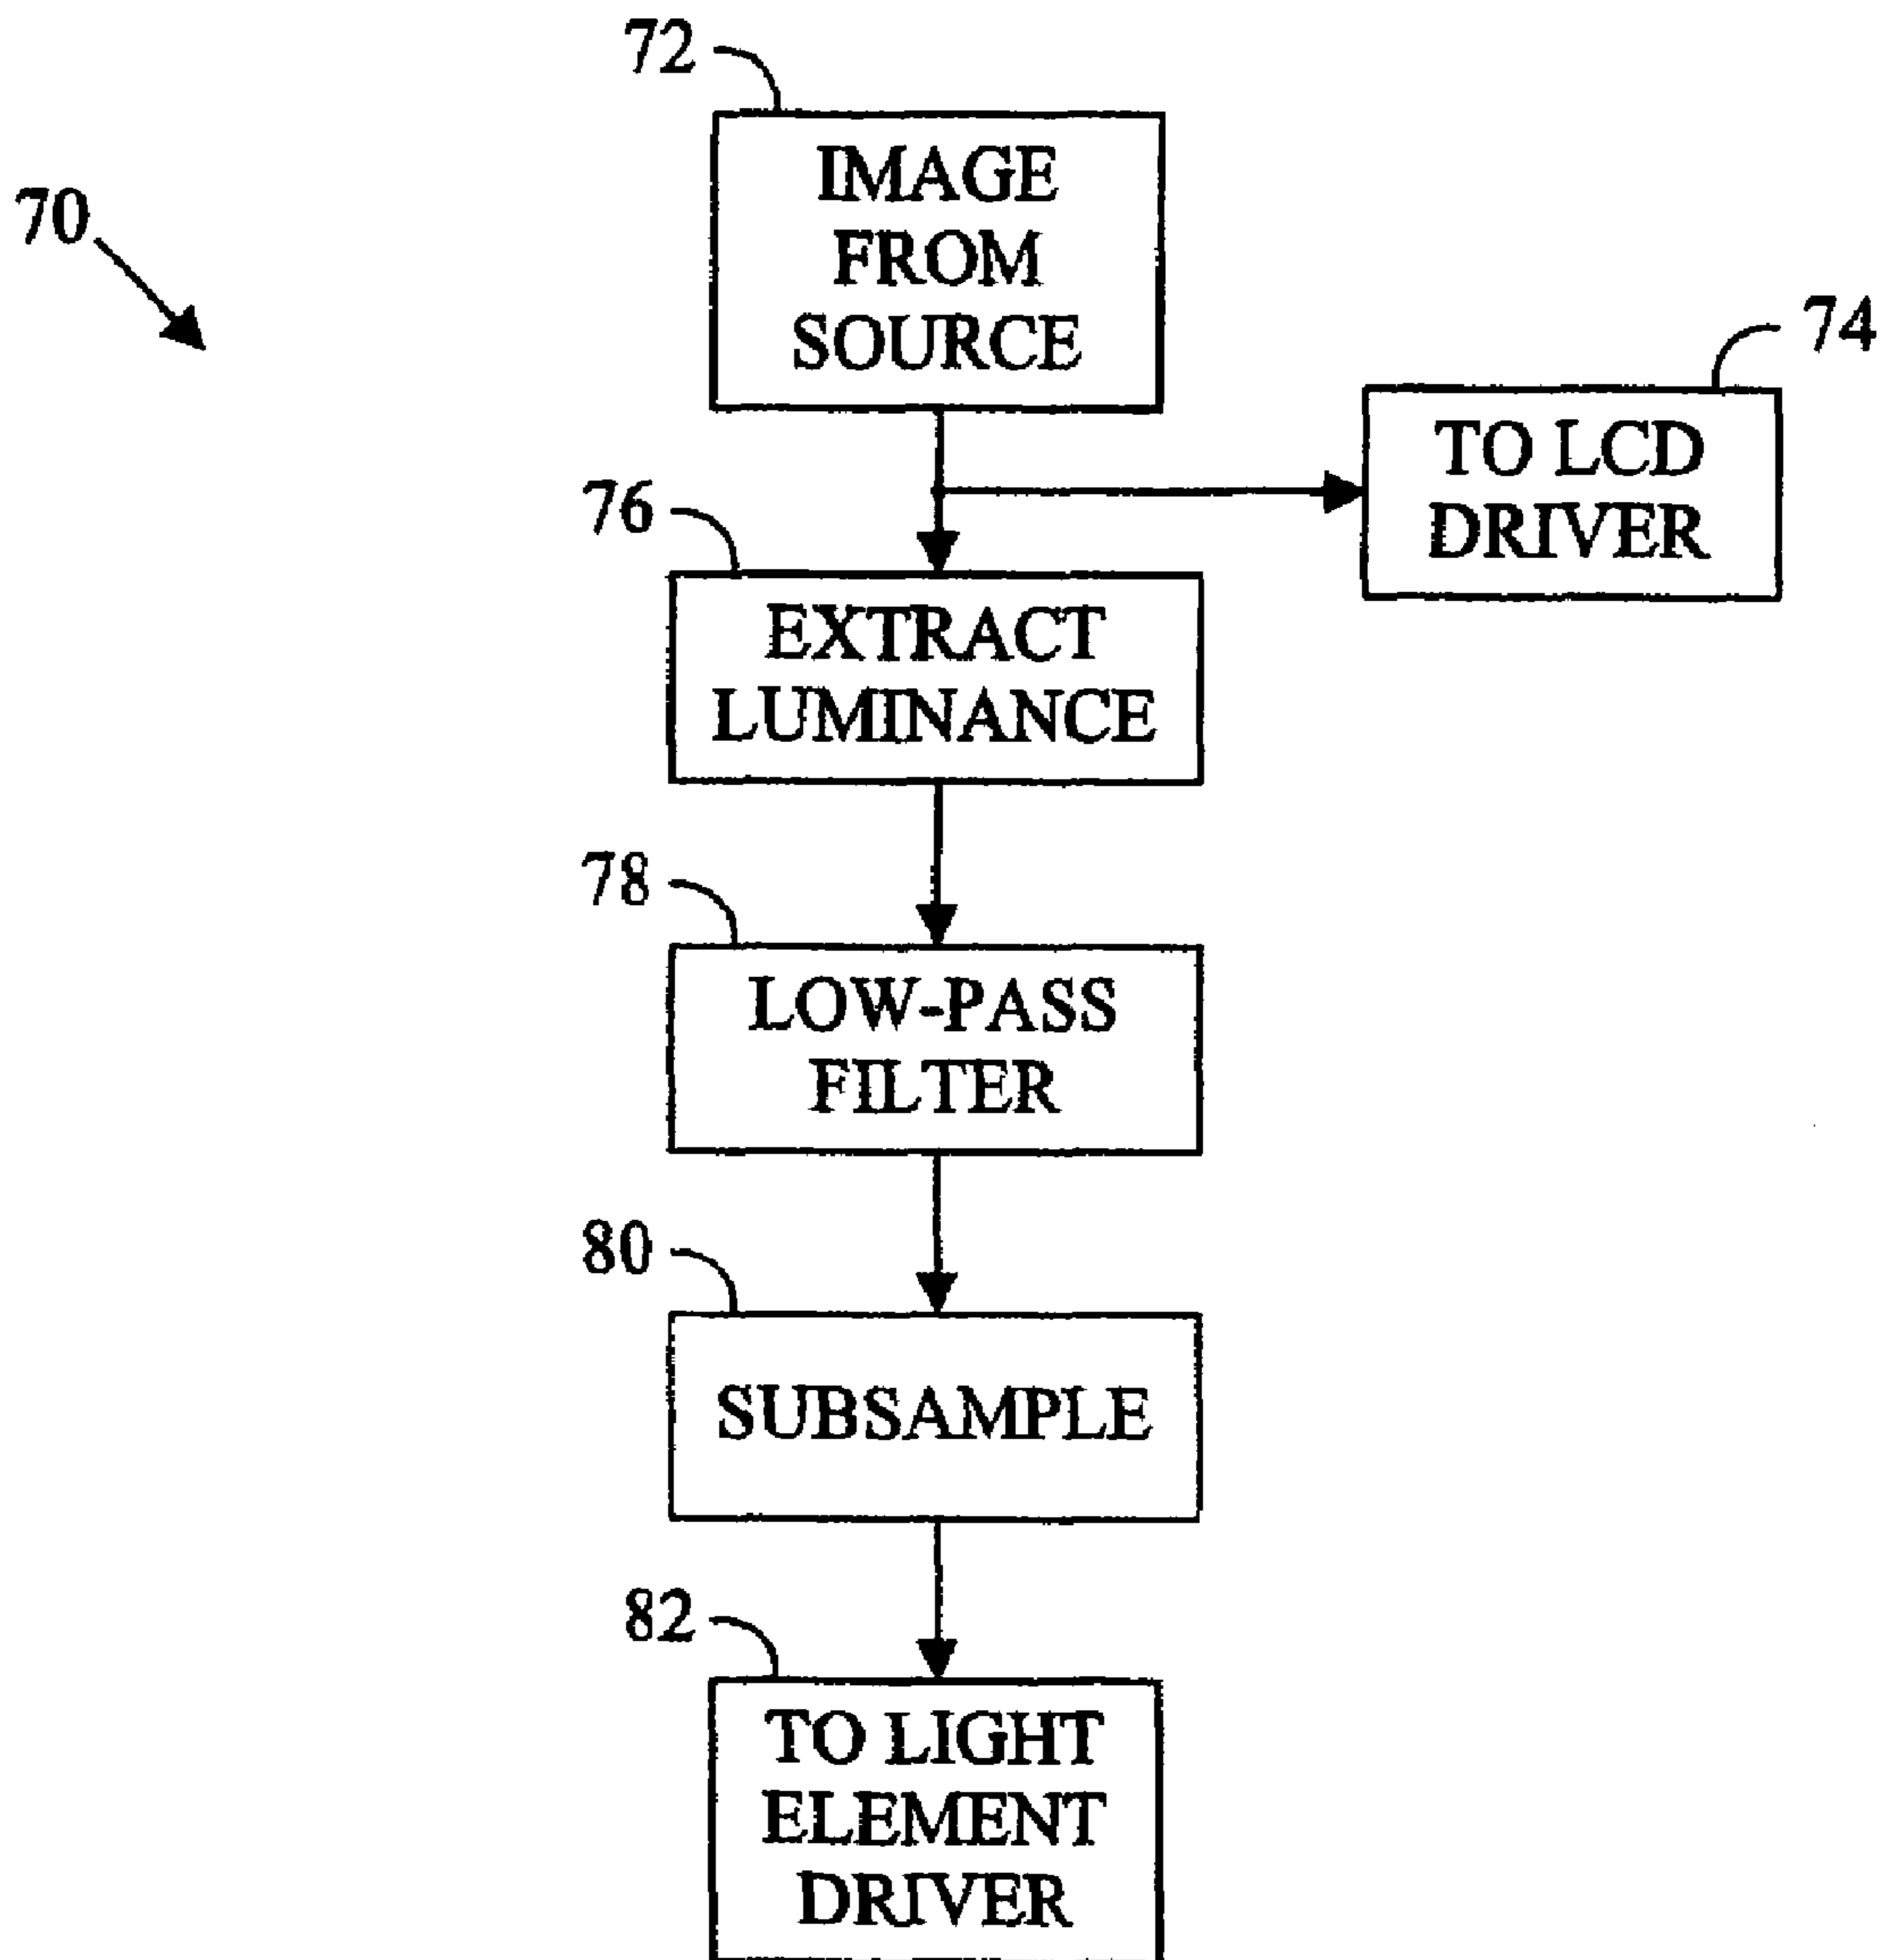 72
IMAGE
FROM
SOURCE
70
74
TO LCD
DRIVER
76
EXTRACT
LUMINANCE
78
LOW-PASS
FILTER
80
SUBSAMPLE
82
TO LIGHT
ELEMENT
DRIVER